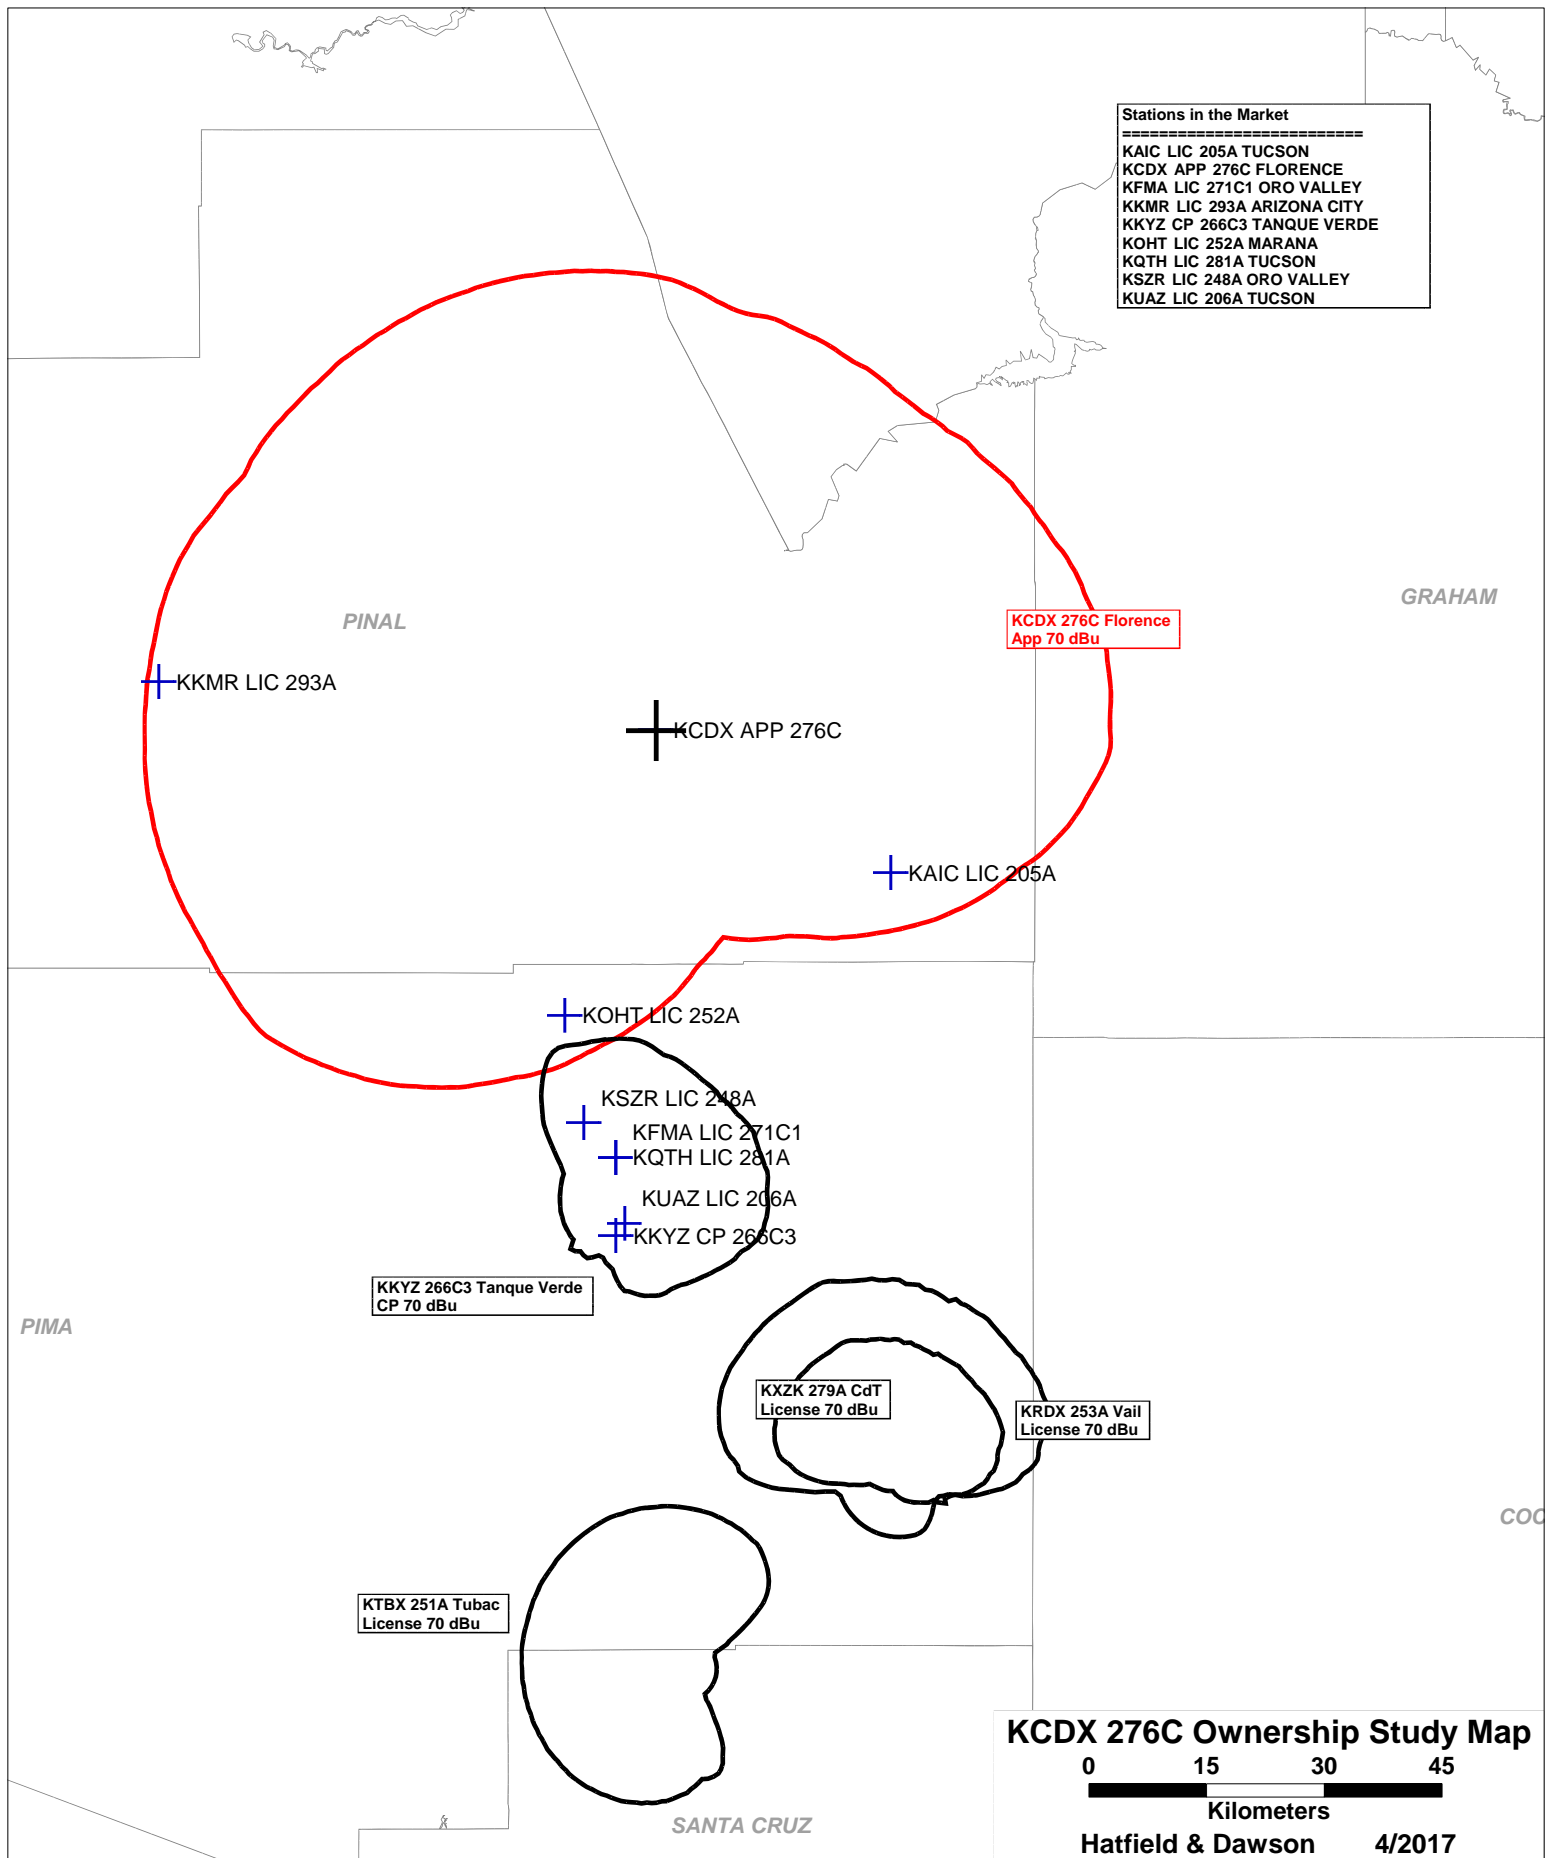 Stations in the Market
==========================
KAIC LIC 205A TUCSON
KCDX APP 276C FLORENCE
KFMA LIC 271C1 ORO VALLEY
KKMR LIC 293A ARIZONA CITY
KKYZ CP 266C3 TANQUE VERDE
KOHT LIC 252A MARANA
KQTH LIC 281A TUCSON
KSZR LIC 248A ORO VALLEY
KUAZ LIC 206A TUCSON
GRAHAM
PINAL
KCDX 276C Florence
App 70 dBu
KKMR LIC 293A
KCDX APP 276C
KAIC LIC 205A
KOHT LIC 252A
KSZR LIC 248A
KFMA LIC 271C1
KQTH LIC 281A
KUAZ LIC 206A
KKYZ CP 266C3
KKYZ 266C3 Tanque Verde
CP 70 dBu
PIMA
KXZK 279A CdT
License 70 dBu
KRDX 253A Vail
License 70 dBu
COC
KTBX 251A Tubac
License 70 dBu
SANTA CRUZ
KCDX 276C Ownership Study Map
0 15 30 45
Kilometers
Hatfield & Dawson 4/2017